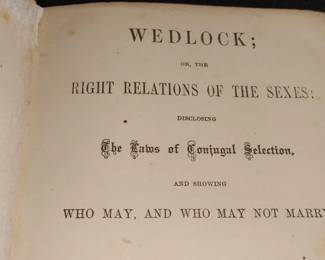 WEDLOCK;
OR, THE
RIGHT RELATIONS OF THE SEXES:
DISCLOSING
The Laws of Conjugal Selection,
AND SHOWING
WHO MAY, AND WHO MAY NOT MARRY